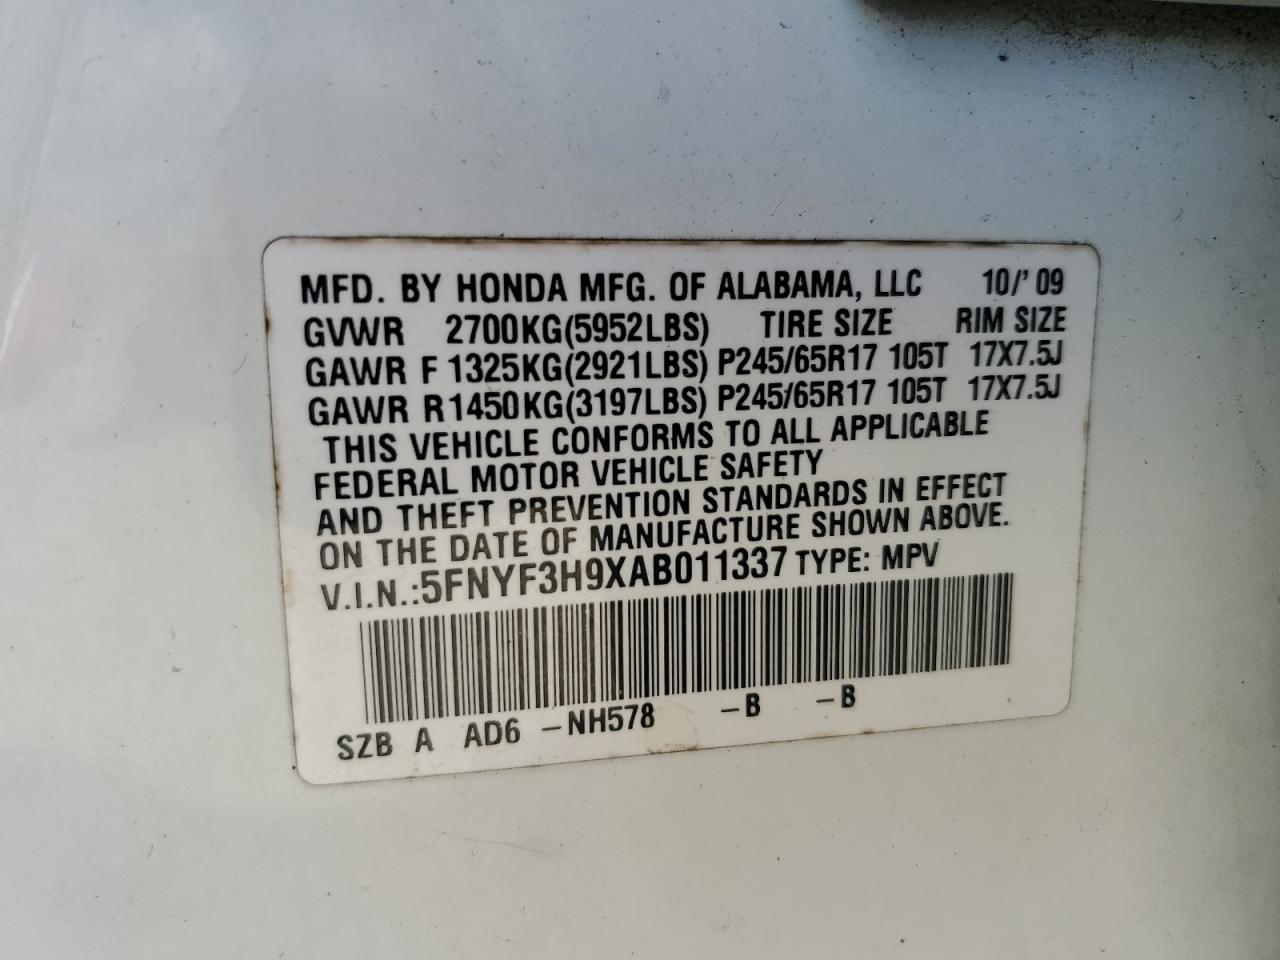 MFD. BY HONDA MFG. OF ALABAMA, LLC 10/'09
GVWR 2700KG(5952LBS) TIRE SIZE RIM SIZE
GAWR F 1325KG(2921LBS) P245/65R17 105T 17X7.5J
GAWR R 1450KG(3197LBS) P245/65R17 105T 17X7.5J
THIS VEHICLE CONFORMS TO ALL APPLICABLE
FEDERAL MOTOR VEHICLE SAFETY
AND THEFT PREVENTION STANDARDS IN EFFECT
ON THE DATE OF MANUFACTURE SHOWN ABOVE.
V.I.N.:5FNYF3H9XAB011337 TYPE: MPV
SZB A AD6 -NH578 -B -B